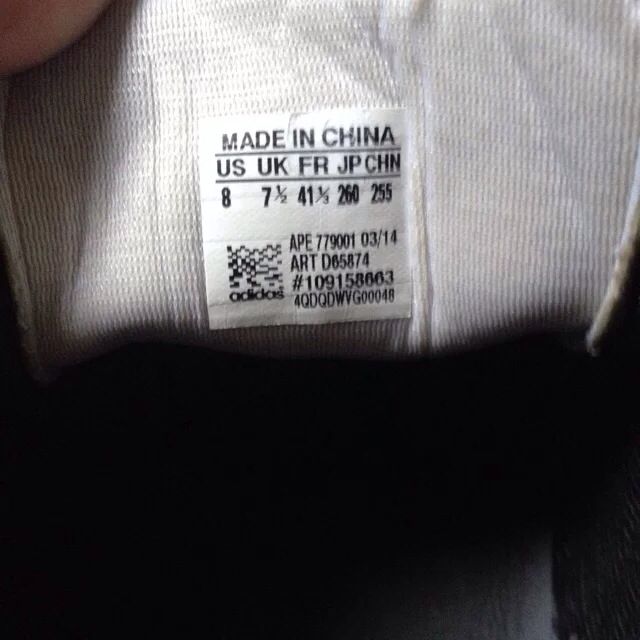 MADE IN CHINA
US UK FR JP CHN
8 7½ 41⅓ 260 255
APE 779001 03/14
ART D65874
#109158063
adidas 4QDQDWVG00048